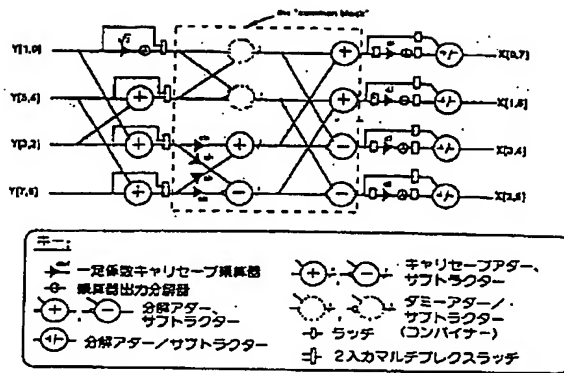 the "common block"
Y[1,0]
√2
X[0,7]
Y[5,4]
X[1,6]
Y[3,2]
X[3,4]
Y[7,6]
X[2,5]
+
+
+
+
+
+
−
−
−
+/-
+/-
+/-
+/-
キー:
一定係数キャリセーブ乗算器
乗算器出力分解器
+ , − 分解アダー、
サブトラクター
+/- 分解アダー/サブトラクター
+ , − キャリセーブアダー、
サブトラクター
ダミーアダー/
サブトラクター
ラッチ (コンバイナー)
2入力マルチプレクスラッチ